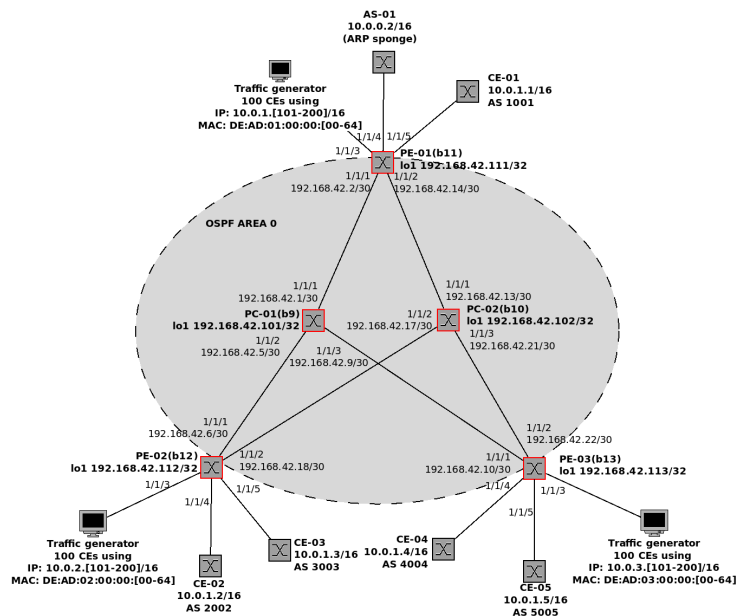 AS-01
10.0.0.2/16
(ARP sponge)
CE-01
10.0.1.1/16
AS 1001
Traffic generator
100 CEs using
IP: 10.0.1.[101-200]/16
MAC: DE:AD:01:00:00:[00-64]
1/1/4
1/1/5
1/1/3
PE-01(b11)
lo1 192.168.42.111/32
1/1/1
192.168.42.2/30
1/1/2
192.168.42.14/30
OSPF AREA 0
1/1/1
192.168.42.1/30
1/1/1
192.168.42.13/30
PC-01(b9)
lo1 192.168.42.101/32
PC-02(b10)
lo1 192.168.42.102/32
1/1/2
192.168.42.17/30
1/1/2
192.168.42.5/30
1/1/3
192.168.42.9/30
1/1/3
192.168.42.21/30
1/1/1
192.168.42.6/30
1/1/2
192.168.42.22/30
PE-02(b12)
lo1 192.168.42.112/32
1/1/2
192.168.42.18/30
1/1/1
192.168.42.10/30
PE-03(b13)
lo1 192.168.42.113/32
1/1/3
1/1/4
1/1/5
1/1/4
1/1/5
1/1/3
Traffic generator
100 CEs using
IP: 10.0.2.[101-200]/16
MAC: DE:AD:02:00:00:[00-64]
CE-02
10.0.1.2/16
AS 2002
CE-03
10.0.1.3/16
AS 3003
CE-04
10.0.1.4/16
AS 4004
CE-05
10.0.1.5/16
AS 5005
Traffic generator
100 CEs using
IP: 10.0.3.[101-200]/16
MAC: DE:AD:03:00:00:[00-64]